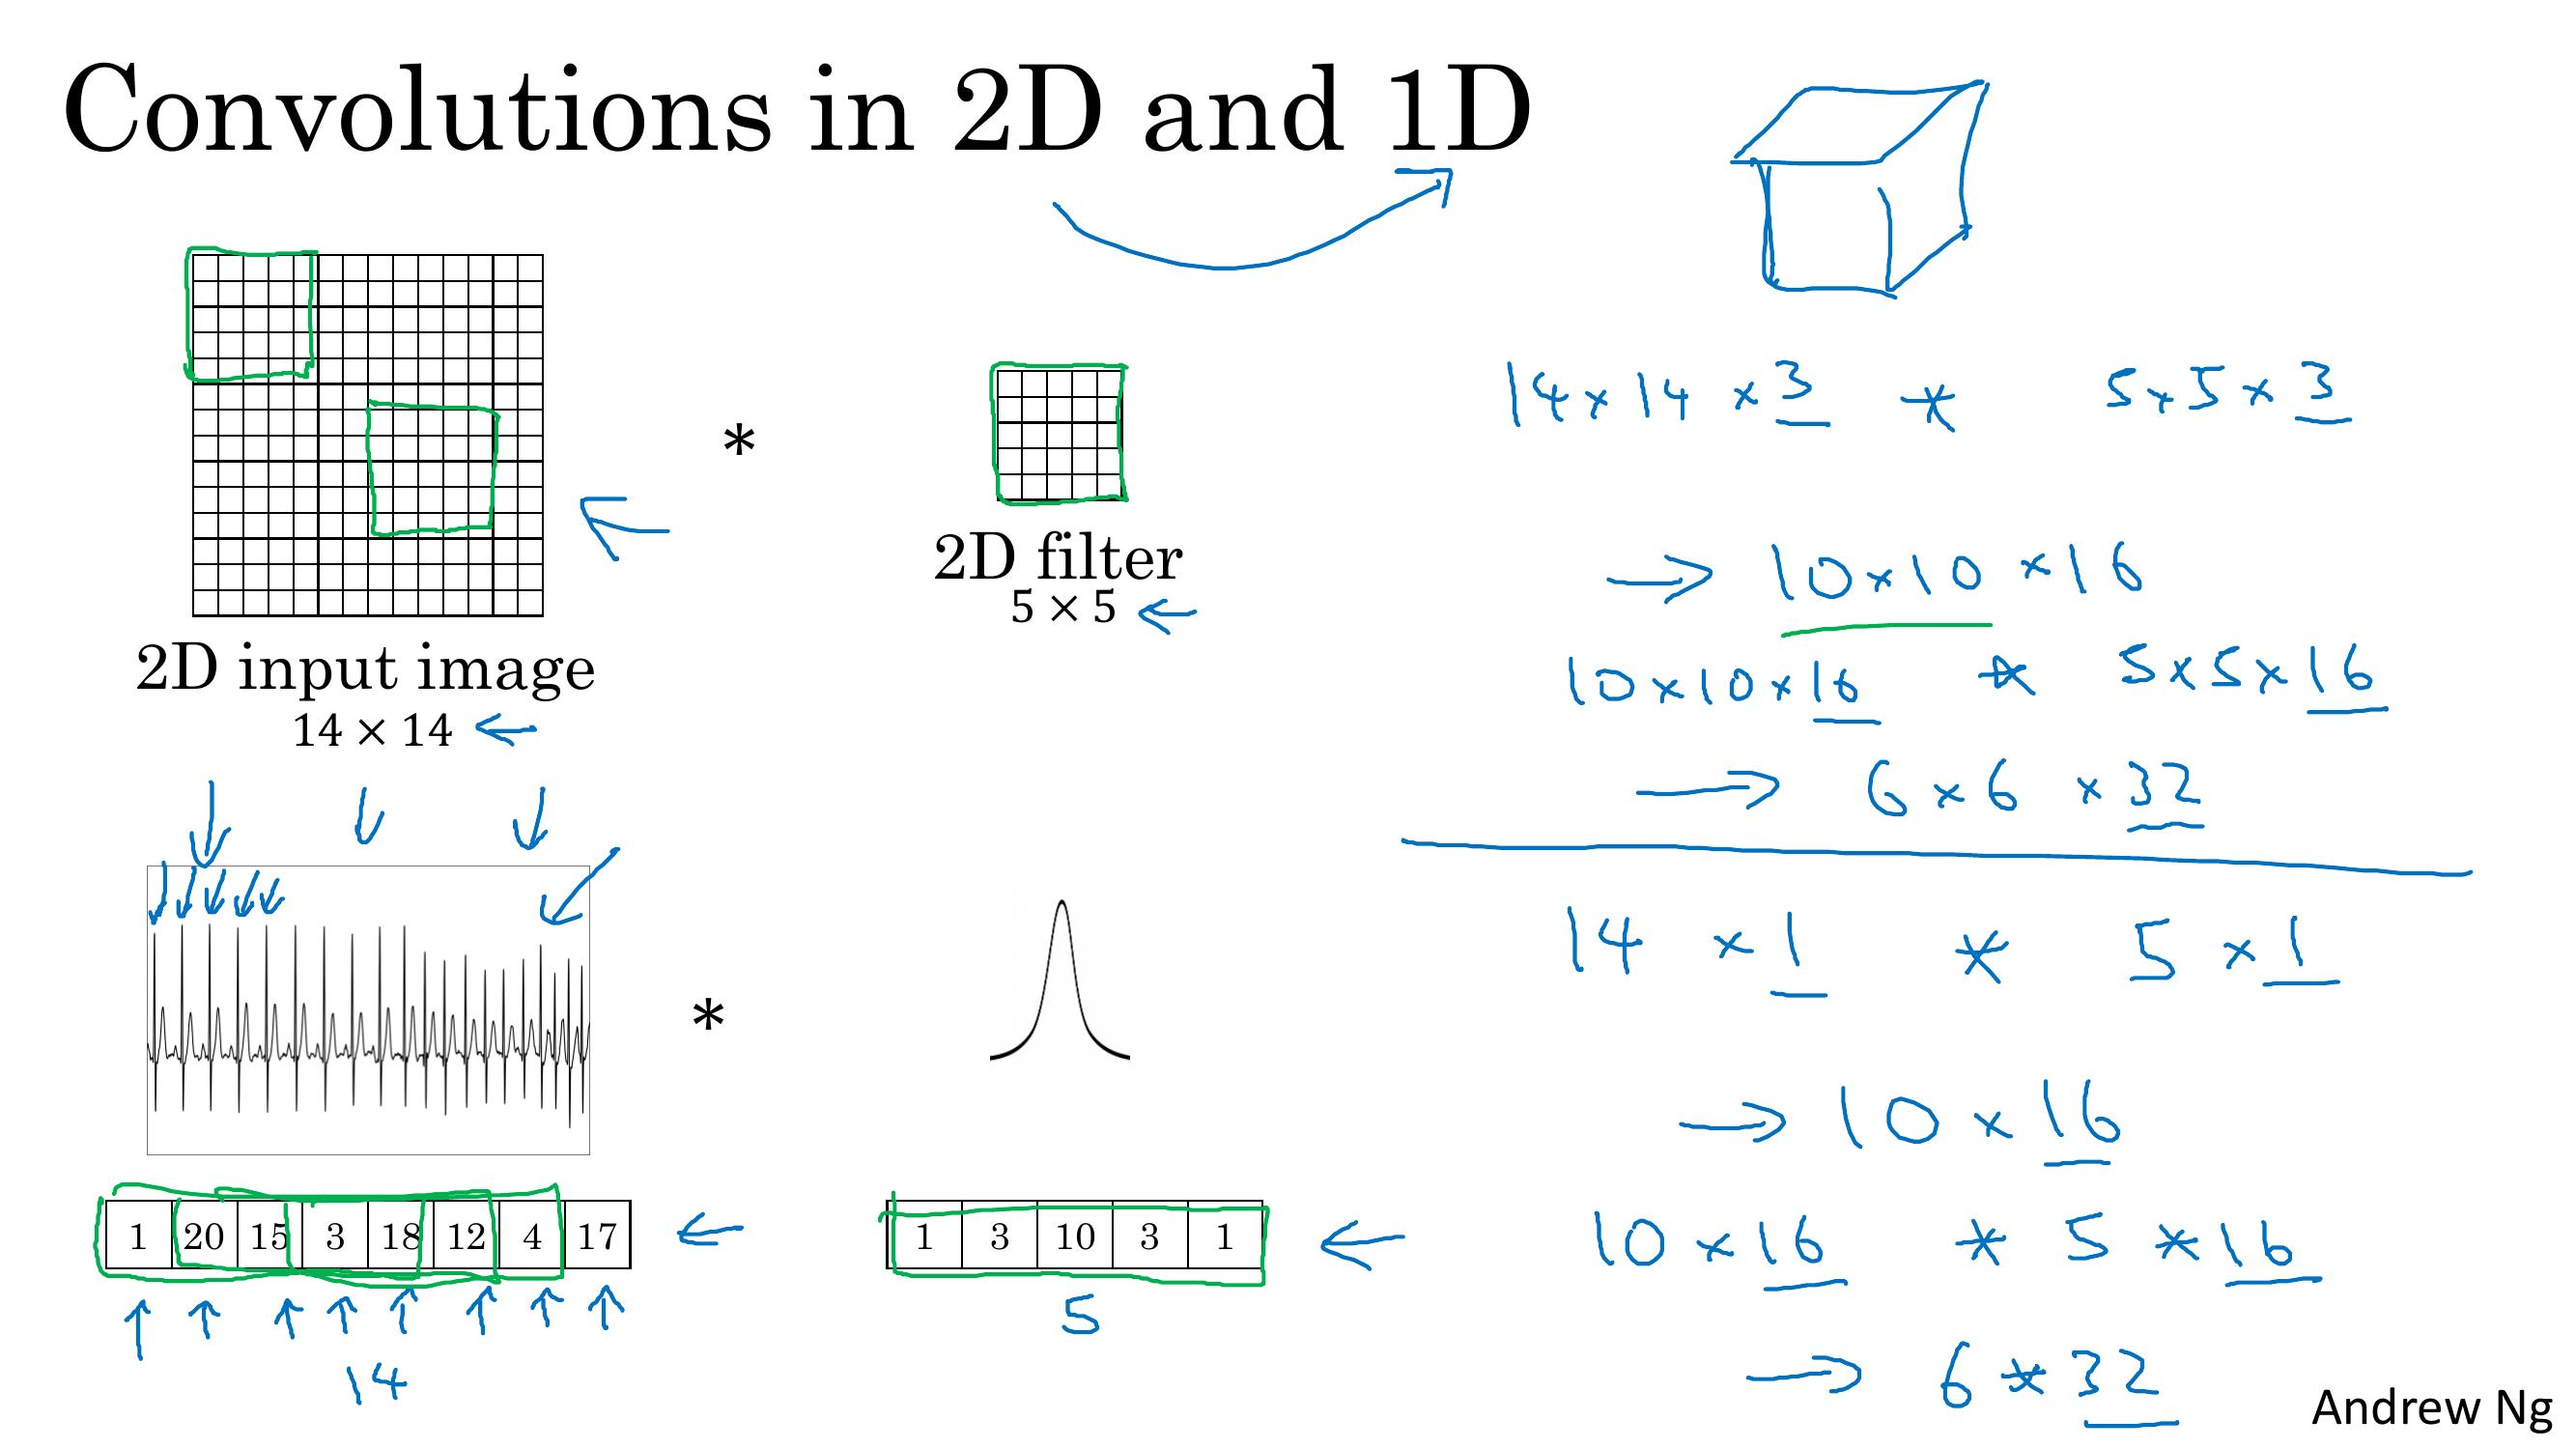 Convolutions in 2D and 1D
*
2D filter
5 × 5 ←
2D input image
14 × 14 ←
*
1 20 15 3 18 12 4 17
14
1 3 10 3 1
5
14 × 14 × 3 * 5 × 5 × 3
→ 10 × 10 × 16
10 × 10 × 16 * 5 × 5 × 16
→ 6 × 6 × 32
14 × 1 * 5 × 1
→ 10 × 16
10 × 16 * 5 * 16
→ 6 * 32
Andrew Ng